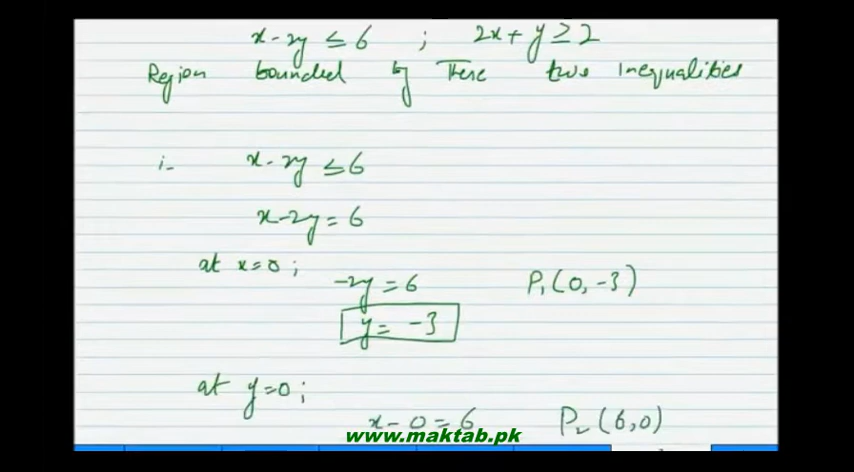 x - 2y ≤ 6 ; 2x + y ≥ 2
Region bounded by These two inequalities
i- x - 2y ≤ 6
x - 2y = 6
at x = 0 ;
-2y = 6 P₁(0, -3)
y = -3
at y = 0 ;
x - 0 = 6 P₂(6, 0)
www.maktab.pk